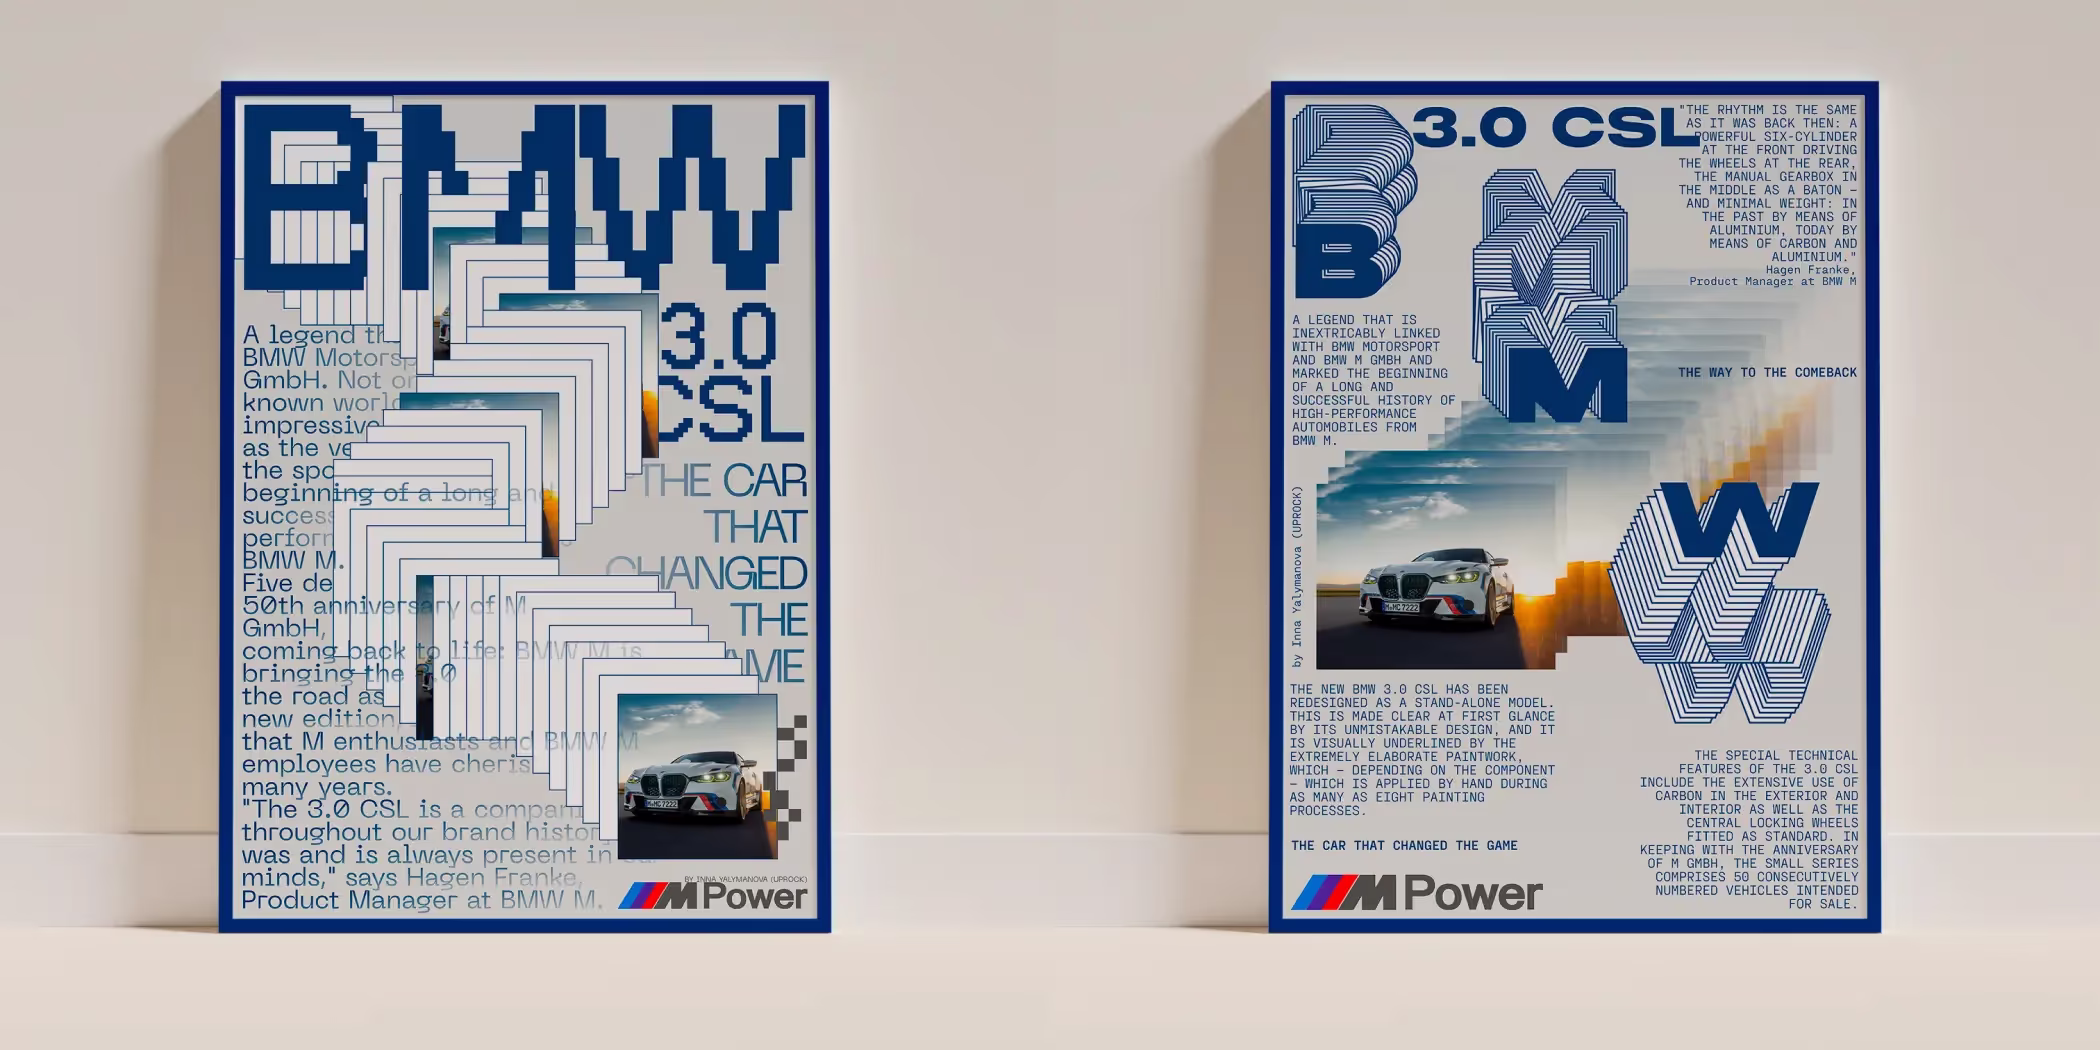 BMW
3.0
CSL
THE CAR
THAT
CHANGED
THE
A legend th
BMW Motorsp
GmbH. Not on
known world
impressive
as the ve
the spo
beginning of a long and
success
perform
BMW M.
Five de
50th anniversary of M
GmbH,
coming back to life: BMW M is
bringing the 3.0
the road as
new edition
that M enthusiasts and BMW M
employees have cheris
many years.
"The 3.0 CSL is a compani
throughout our brand histor
was and is always present in our
minds," says Hagen Franke,
Product Manager at BMW M.
M·MC 7222
BY INNA YALYMANOVA (UPROCK)
M Power
B
B
3.0 CSL
"THE RHYTHM IS THE SAME
AS IT WAS BACK THEN: A
POWERFUL SIX-CYLINDER
AT THE FRONT DRIVING
THE WHEELS AT THE REAR,
THE MANUAL GEARBOX IN
THE MIDDLE AS A BATON –
AND MINIMAL WEIGHT: IN
THE PAST BY MEANS OF
ALUMINIUM, TODAY BY
MEANS OF CARBON AND
ALUMINIUM."
Hagen Franke,
Product Manager at BMW M
M
M
A LEGEND THAT IS
INEXTRICABLY LINKED
WITH BMW MOTORSPORT
AND BMW M GMBH AND
MARKED THE BEGINNING
OF A LONG AND
SUCCESSFUL HISTORY OF
HIGH-PERFORMANCE
AUTOMOBILES FROM
BMW M.
THE WAY TO THE COMEBACK
W
W
by Inna Yalymanova (UPROCK)
M·MC 7222
THE NEW BMW 3.0 CSL HAS BEEN
REDESIGNED AS A STAND-ALONE MODEL.
THIS IS MADE CLEAR AT FIRST GLANCE
BY ITS UNMISTAKABLE DESIGN, AND IT
IS VISUALLY UNDERLINED BY THE
EXTREMELY ELABORATE PAINTWORK,
WHICH – DEPENDING ON THE COMPONENT
– WHICH IS APPLIED BY HAND DURING
AS MANY AS EIGHT PAINTING
PROCESSES.
THE CAR THAT CHANGED THE GAME
M Power
THE SPECIAL TECHNICAL
FEATURES OF THE 3.0 CSL
INCLUDE THE EXTENSIVE USE OF
CARBON IN THE EXTERIOR AND
INTERIOR AS WELL AS THE
CENTRAL LOCKING WHEELS
FITTED AS STANDARD. IN
KEEPING WITH THE ANNIVERSARY
OF M GMBH, THE SMALL SERIES
COMPRISES 50 CONSECUTIVELY
NUMBERED VEHICLES INTENDED
FOR SALE.